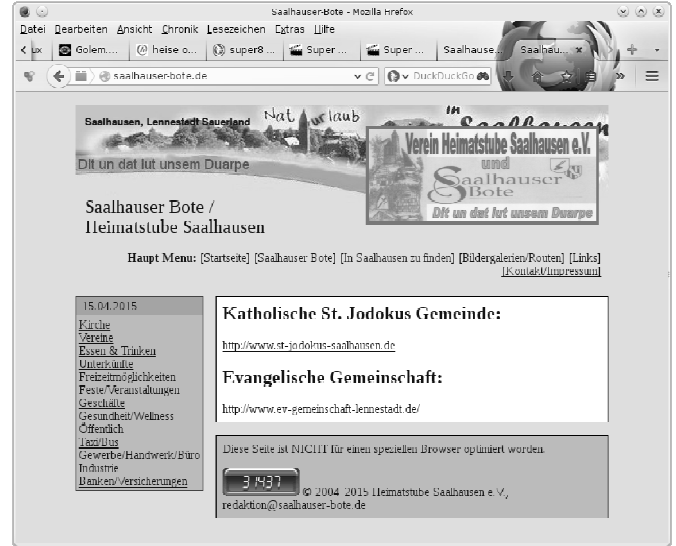 Saalhauser-Bote - Mozilla Firefox
Datei Bearbeiten Ansicht Chronik Lesezeichen Extras Hilfe
ux Golem.... heise o... super8 ... Super ... Super ... Saalhause... Saalhau...
saalhauser-bote.de DuckDuckGo
Saalhausen, Lennestadt Sauerland
Nat urlaub
in
Saalhausen
Dit un dat lut unsem Duarpe
Verein Heimatstube Saalhausen e.V.
und
Saalhauser
Bote
Dit un dat lut unsem Duarpe
Saalhauser Bote /
Heimatstube Saalhausen
Haupt Menu: [Startseite] [Saalhauser Bote] [In Saalhausen zu finden] [Bildergalerien/Routen] [Links]
[Kontakt/Impressum]
15.04.2015
Kirche
Vereine
Essen & Trinken
Unterkünfte
Freizeitmöglichkeiten
Feste/Veranstaltungen
Geschäfte
Gesundheit/Wellness
Öffentlich
Taxi/Bus
Gewerbe/Handwerk/Büro
Industrie
Banken/Versicherungen
Katholische St. Jodokus Gemeinde:
http://www.st-jodokus-saalhausen.de
Evangelische Gemeinschaft:
http://www.ev-gemeinschaft-lennestadt.de/
Diese Seite ist NICHT für einen speziellen Browser optimiert worden.
31437 © 2004 2015 Heimatstube Saalhausen e.V.,
redaktion@saalhauser-bote.de